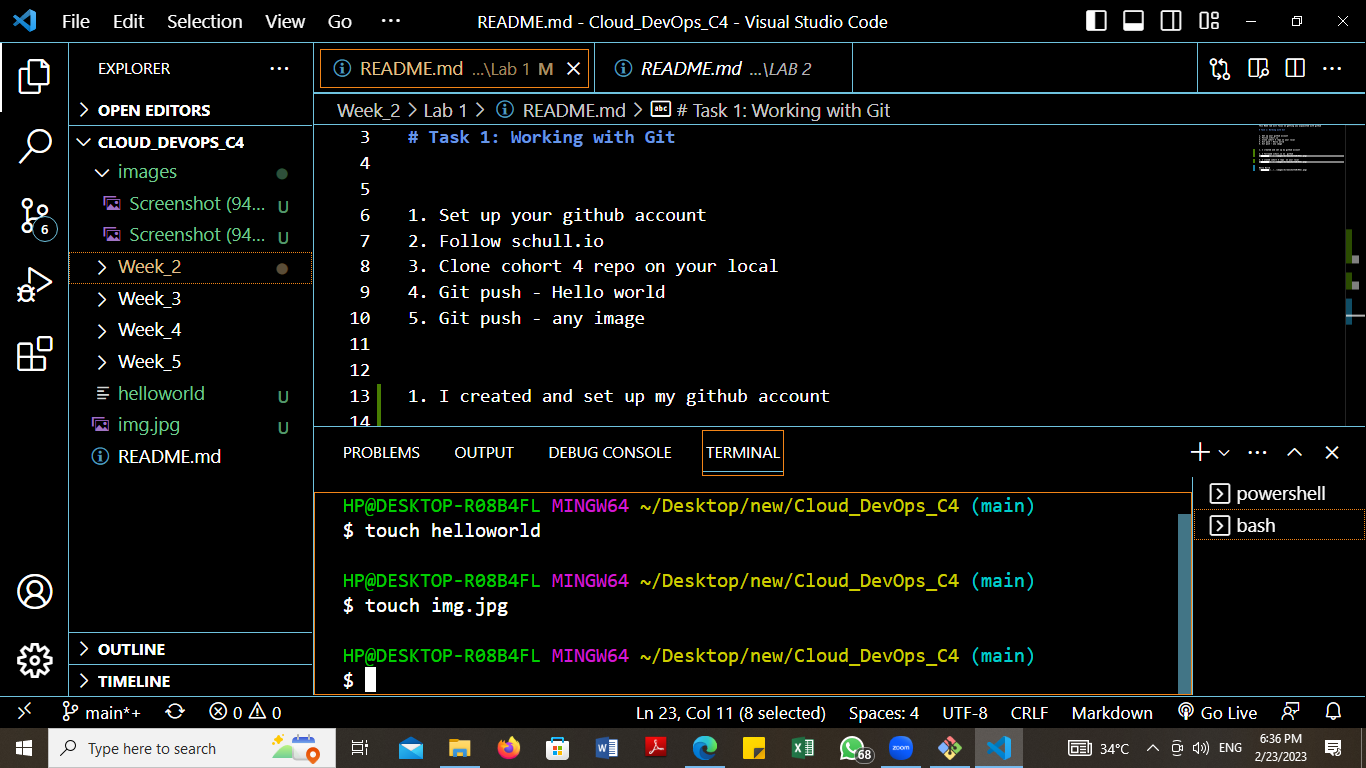 File Edit Selection View Go ··· README.md - Cloud_DevOps_C4 - Visual Studio Code
EXPLORER ···
README.md ...\Lab 1 M
README.md ...\LAB 2
OPEN EDITORS
Week_2 > Lab 1 > README.md > # Task 1: Working with Git
CLOUD_DEVOPS_C4
images
Screenshot (94... U
Screenshot (94... U
Week_2
Week_3
Week_4
Week_5
helloworld U
img.jpg U
README.md
6
OUTLINE
TIMELINE
3 # Task 1: Working with Git
4
5
6 1. Set up your github account
7 2. Follow schull.io
8 3. Clone cohort 4 repo on your local
9 4. Git push - Hello world
10 5. Git push - any image
11
12
13 1. I created and set up my github account
14
PROBLEMS OUTPUT DEBUG CONSOLE TERMINAL
HP@DESKTOP-R08B4FL MINGW64 ~/Desktop/new/Cloud_DevOps_C4 (main)
$ touch helloworld
HP@DESKTOP-R08B4FL MINGW64 ~/Desktop/new/Cloud_DevOps_C4 (main)
$ touch img.jpg
HP@DESKTOP-R08B4FL MINGW64 ~/Desktop/new/Cloud_DevOps_C4 (main)
$
powershell
bash
main*+ 0 0 Ln 23, Col 11 (8 selected) Spaces: 4 UTF-8 CRLF Markdown Go Live
Type here to search
68
zoom
34°C ENG
6:36 PM
2/23/2023